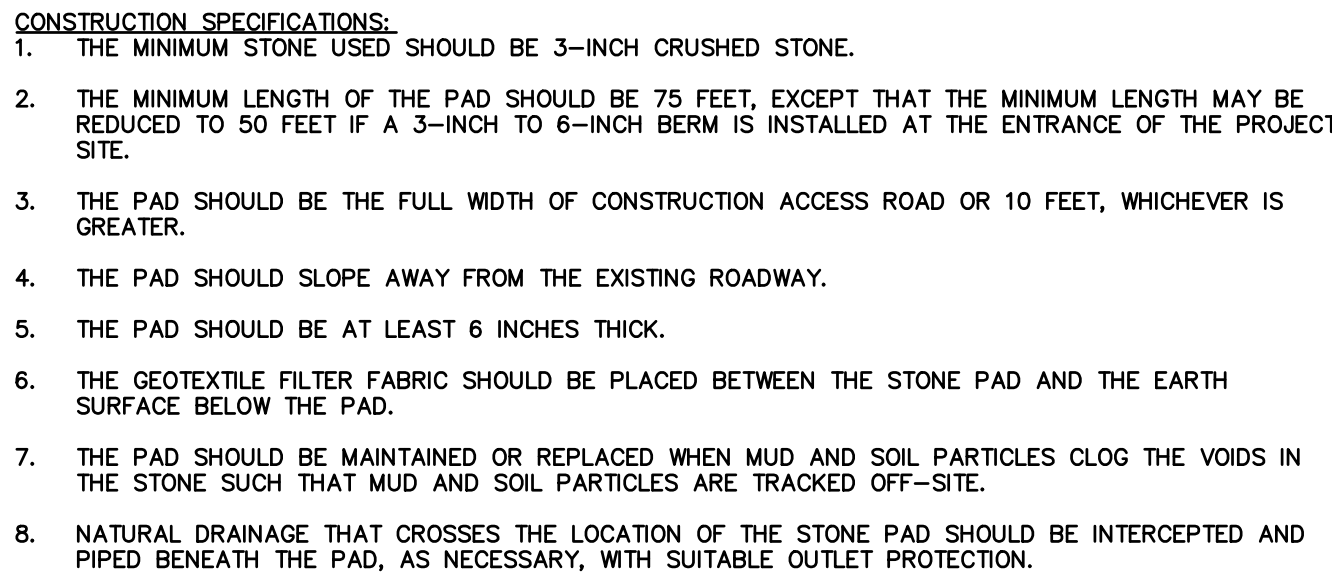 CONSTRUCTION SPECIFICATIONS:
1. THE MINIMUM STONE USED SHOULD BE 3–INCH CRUSHED STONE.
2. THE MINIMUM LENGTH OF THE PAD SHOULD BE 75 FEET, EXCEPT THAT THE MINIMUM LENGTH MAY BE
REDUCED TO 50 FEET IF A 3–INCH TO 6–INCH BERM IS INSTALLED AT THE ENTRANCE OF THE PROJECT
SITE.
3. THE PAD SHOULD BE THE FULL WIDTH OF CONSTRUCTION ACCESS ROAD OR 10 FEET, WHICHEVER IS
GREATER.
4. THE PAD SHOULD SLOPE AWAY FROM THE EXISTING ROADWAY.
5. THE PAD SHOULD BE AT LEAST 6 INCHES THICK.
6. THE GEOTEXTILE FILTER FABRIC SHOULD BE PLACED BETWEEN THE STONE PAD AND THE EARTH
SURFACE BELOW THE PAD.
7. THE PAD SHOULD BE MAINTAINED OR REPLACED WHEN MUD AND SOIL PARTICLES CLOG THE VOIDS IN
THE STONE SUCH THAT MUD AND SOIL PARTICLES ARE TRACKED OFF–SITE.
8. NATURAL DRAINAGE THAT CROSSES THE LOCATION OF THE STONE PAD SHOULD BE INTERCEPTED AND
PIPED BENEATH THE PAD, AS NECESSARY, WITH SUITABLE OUTLET PROTECTION.